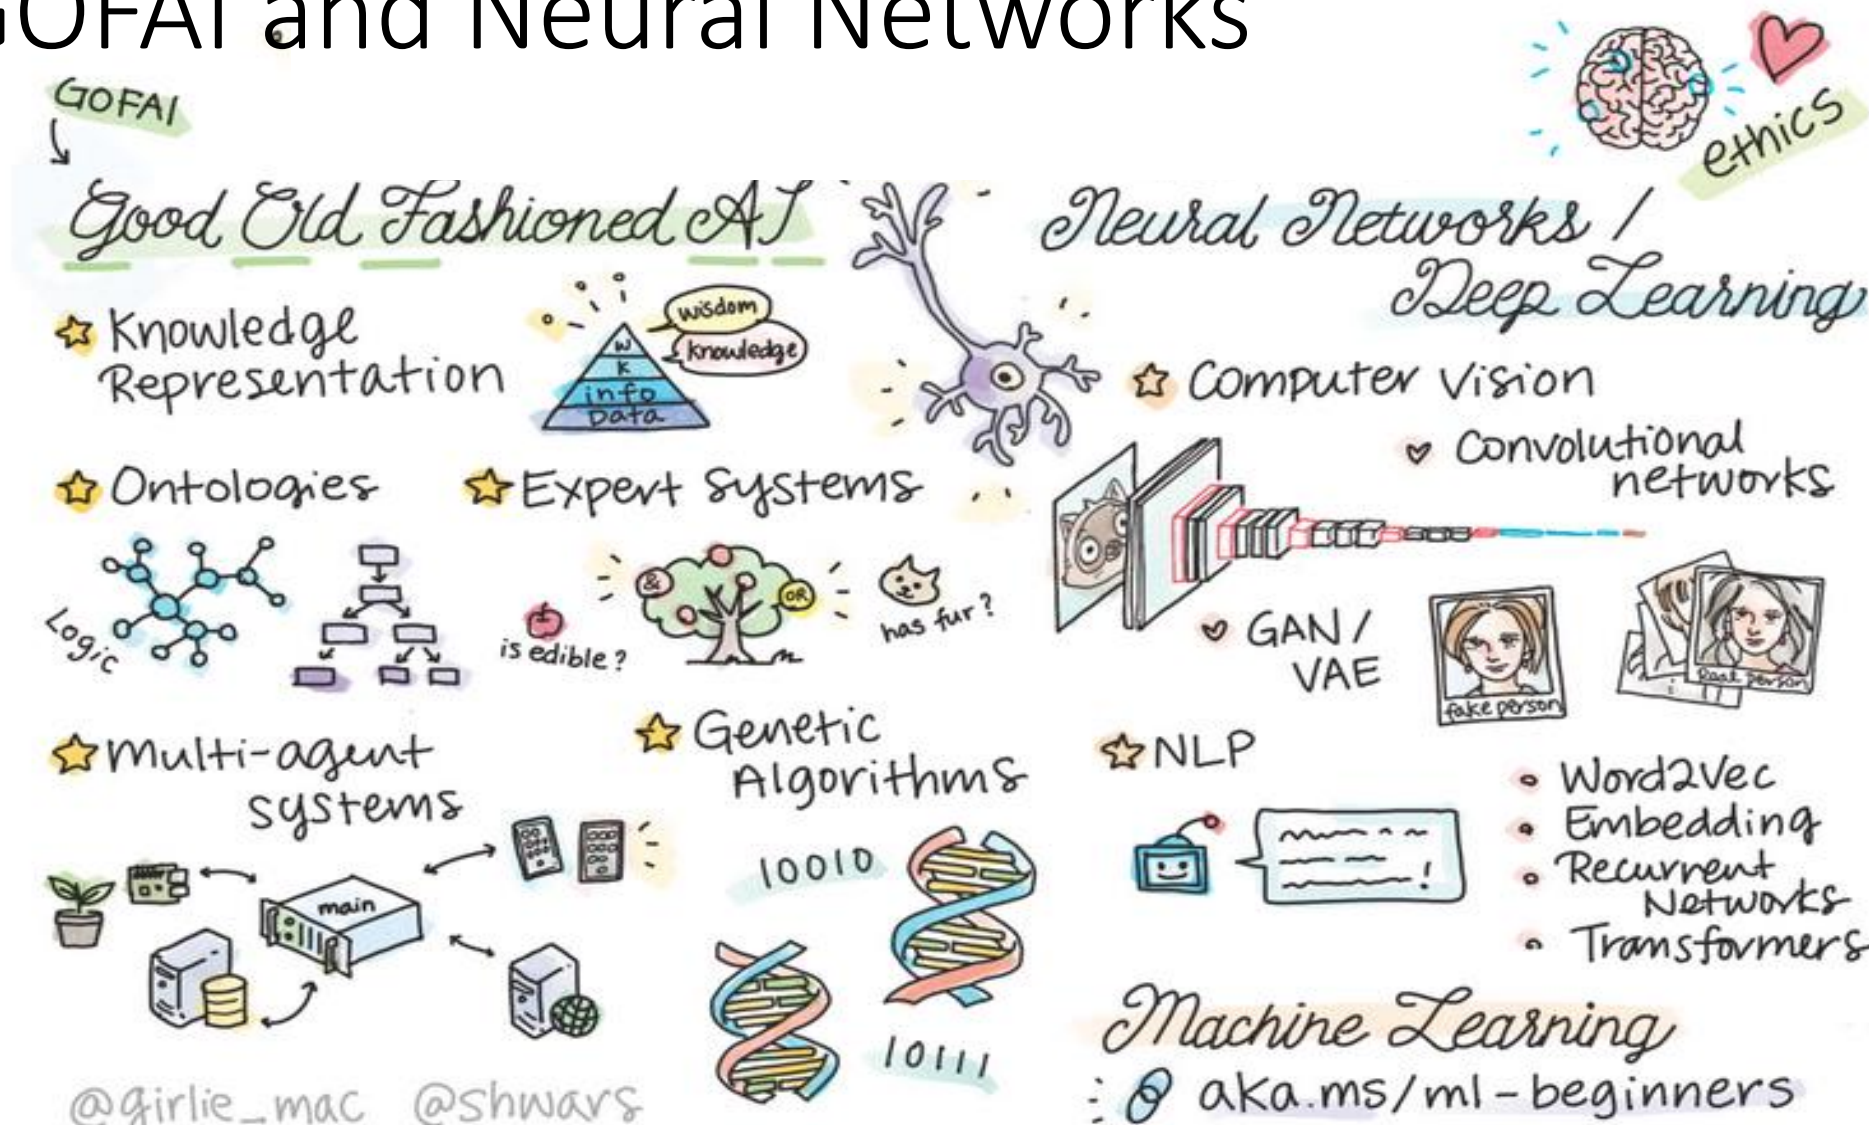 GOFAI and Neural Networks
GOFAI
ethics
Good Old Fashioned AI
Neural Networks /
Deep Learning
Knowledge
Representation
wisdom
knowledge
W
K
info
Data
Ontologies
Expert Systems
Logic
&
OR
is edible?
has fur?
Multi-agent
systems
main
Genetic
Algorithms
10010
10111
Computer Vision
Convolutional
networks
GAN/
VAE
fake person
Real person
NLP
!
Word2Vec
Embedding
Recurrent
Networks
Transformers
Machine Learning
aka.ms/ml-beginners
@girlie_mac @shwars